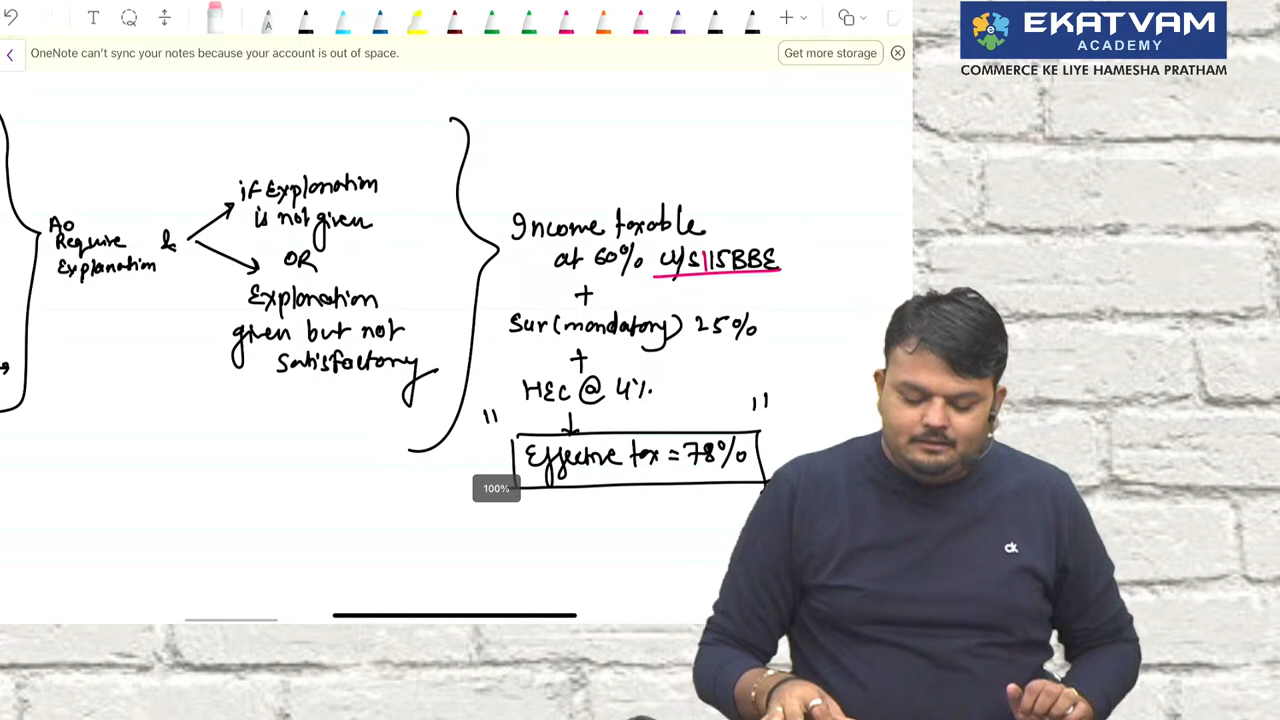 EKATVAM
ACADEMY
COMMERCE KE LIYE HAMESHA PRATHAM
OneNote can't sync your notes because your account is out of space.
Get more storage
AO
Require
Explanation
&
if Explanation
is not given
OR
Explanation
given but not
satisfactory
Income taxable
at 60% u/s 115BBE
+
Sur (mandatory) 25%
+
HEC @ 4%
" "
Effective tax = 78%
100%
ck